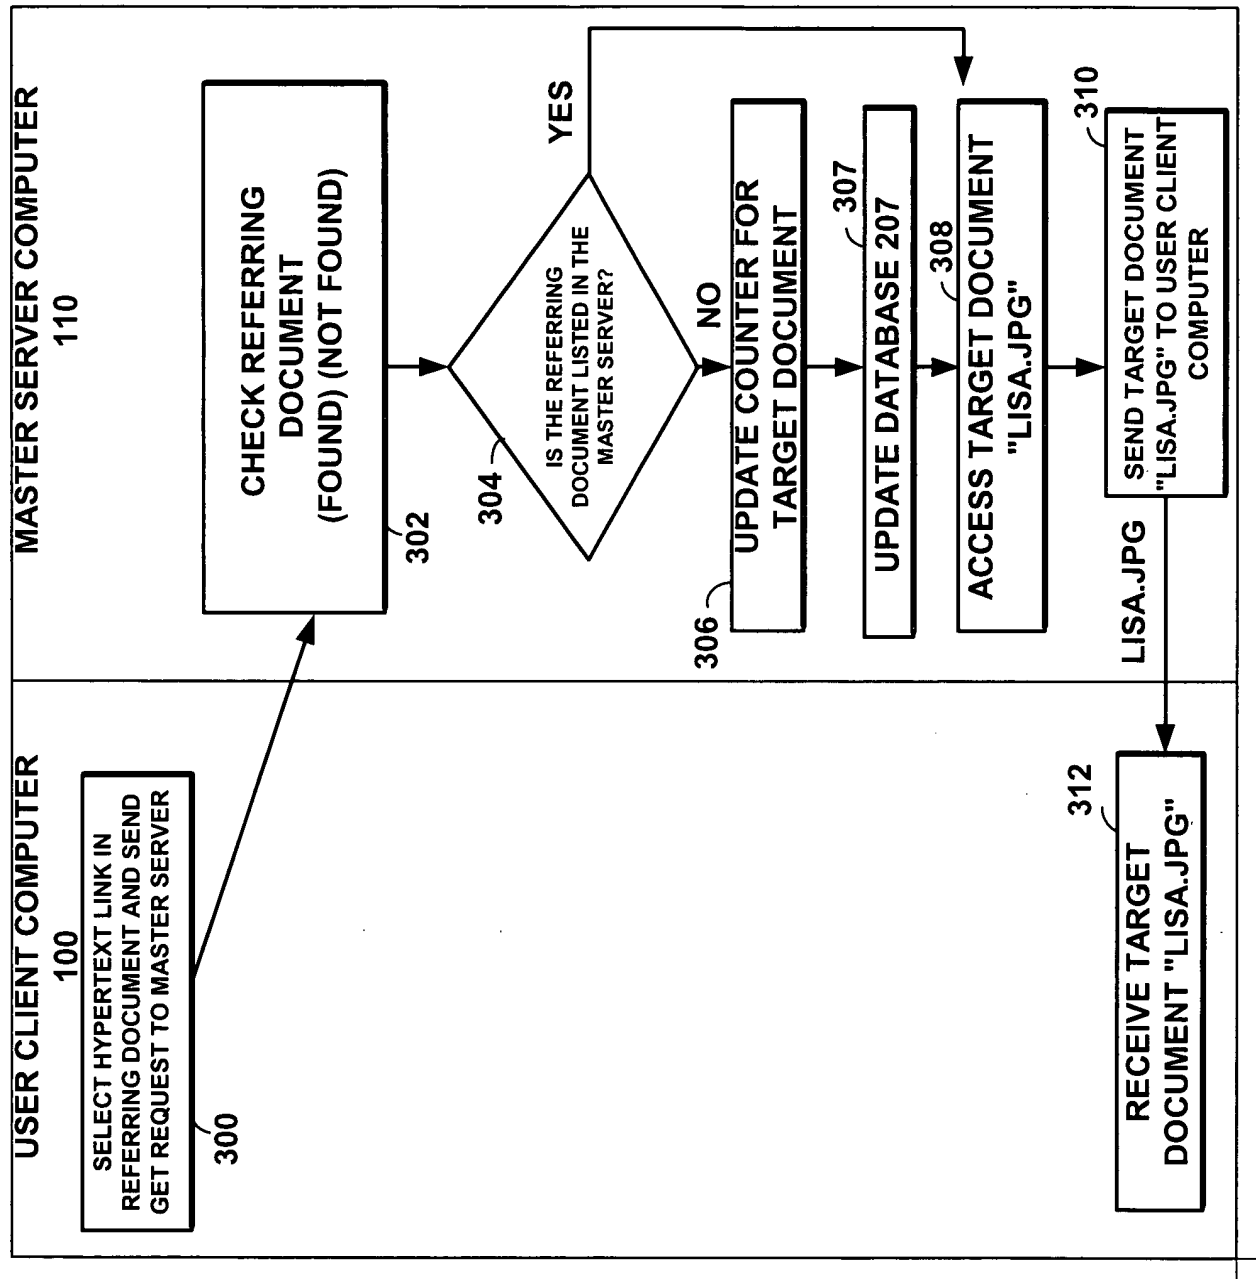 USER CLIENT COMPUTER
100
SELECT HYPERTEXT LINK IN
REFERRING DOCUMENT AND SEND
GET REQUEST TO MASTER SERVER
300
MASTER SERVER COMPUTER
110
CHECK REFERRING
DOCUMENT
(FOUND) (NOT FOUND)
302
IS THE REFERRING
DOCUMENT LISTED IN THE
MASTER SERVER?
304
YES
NO
UPDATE COUNTER FOR
TARGET DOCUMENT
306
UPDATE DATABASE 207
307
ACCESS TARGET DOCUMENT
"LISA.JPG"
308
SEND TARGET DOCUMENT
"LISA.JPG" TO USER CLIENT
COMPUTER
310
LISA.JPG
RECEIVE TARGET
DOCUMENT "LISA.JPG"
312